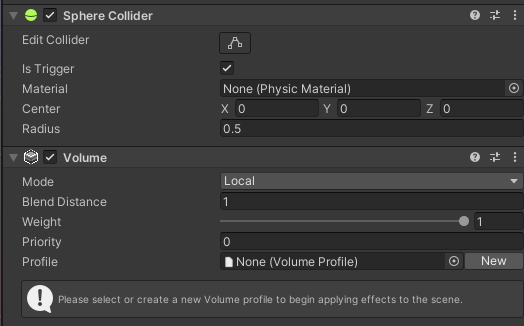 Sphere Collider
Edit Collider
Is Trigger
Material None (Physic Material)
Center X 0 Y 0 Z 0
Radius 0.5
Volume
Mode Local
Blend Distance 1
Weight 1
Priority 0
Profile None (Volume Profile) New
Please select or create a new Volume profile to begin applying effects to the scene.